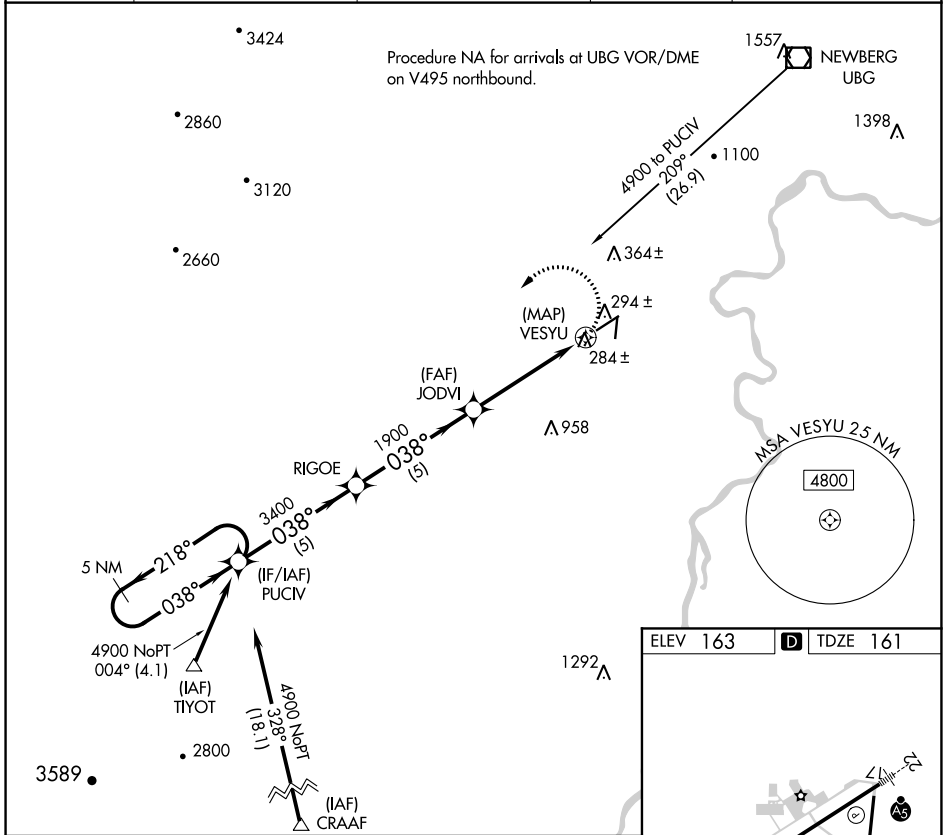 3424
Procedure NA for arrivals at UBG VOR/DME
on V495 northbound.
1557
NEWBERG
UBG
2860
1398
4900 to PUCIV
209°
(26.9)
1100
3120
2660
364±
294±
(MAP)
VESYU
284±
(FAF)
JODVI
958
1900
038°
(5)
MSA VESYU 25 NM
4800
RIGOE
3400
038°
(5)
5 NM
218°
038°
(IF/IAF)
PUCIV
4900 NoPT
004° (4.1)
(IAF)
TIYOT
4900 NoPT
328°
(18.1)
1292
ELEV 163
D
TDZE 161
2800
3589
(IAF)
CRAAF
17
22
A5